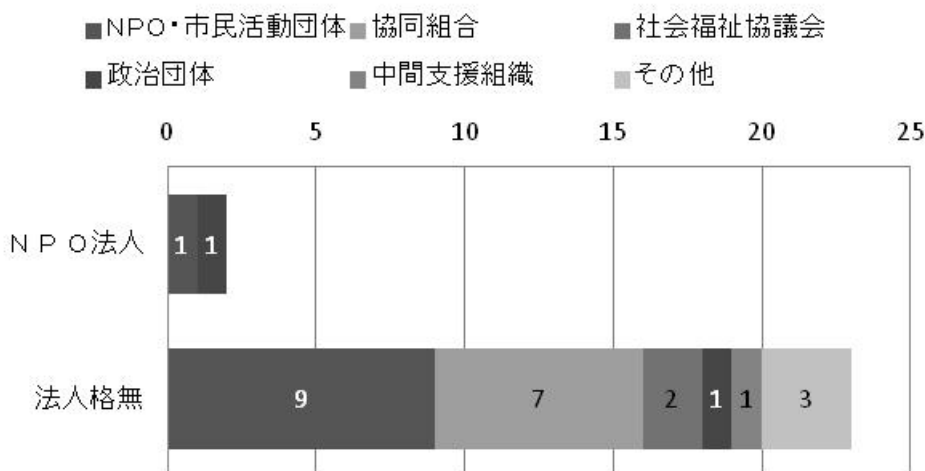 ■NPO・市民活動団体 ■協同組合 ■社会福祉協議会
■政治団体 ■中間支援組織 ■その他
0 5 10 15 20 25
ＮＰＯ法人 1 1
法人格無 9 7 2 1 1 3